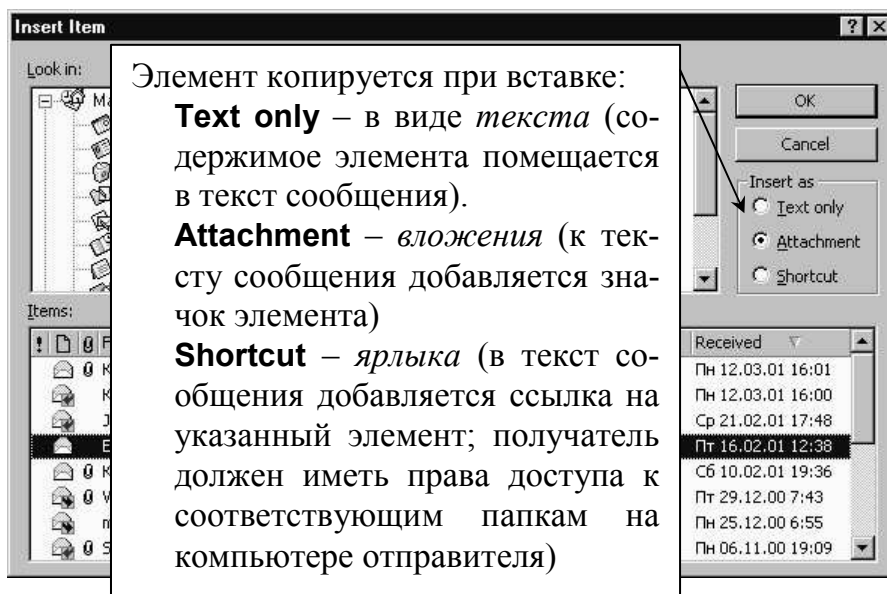 Insert Item
Look in:
Элемент копируется при вставке:
Text only – в виде текста (со-
держимое элемента помещается
в текст сообщения).
Attachment – вложения (к тек-
сту сообщения добавляется зна-
чок элемента)
Shortcut – ярлыка (в текст со-
общения добавляется ссылка на
указанный элемент; получатель
должен иметь права доступа к
соответствующим папкам на
компьютере отправителя)
OK
Cancel
Insert as
Text only
Attachment
Shortcut
Items:
Received
Пн 12.03.01 16:01
Пн 12.03.01 16:00
Ср 21.02.01 17:48
Пт 16.02.01 12:38
Сб 10.02.01 19:36
Пт 29.12.00 7:43
Пн 25.12.00 6:55
Пн 06.11.00 19:09